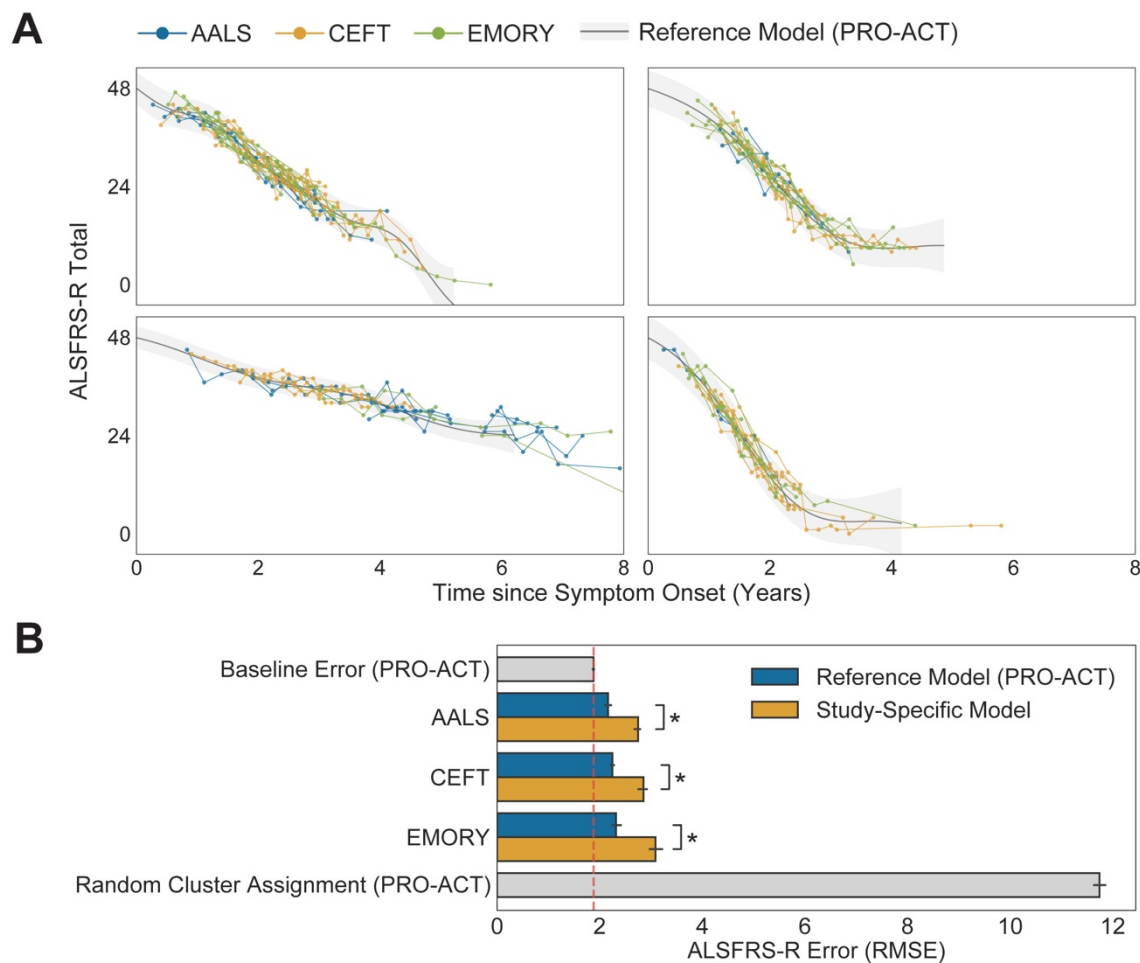 A
AALS CEFT EMORY Reference Model (PRO-ACT)
48
24
0
48
24
0
ALSFRS-R Total
0 2 4 6 8 0 2 4 6 8
Time since Symptom Onset (Years)
B
Baseline Error (PRO-ACT)
AALS
CEFT
EMORY
Random Cluster Assignment (PRO-ACT)
Reference Model (PRO-ACT)
Study-Specific Model
*
*
*
0 2 4 6 8 10 12
ALSFRS-R Error (RMSE)